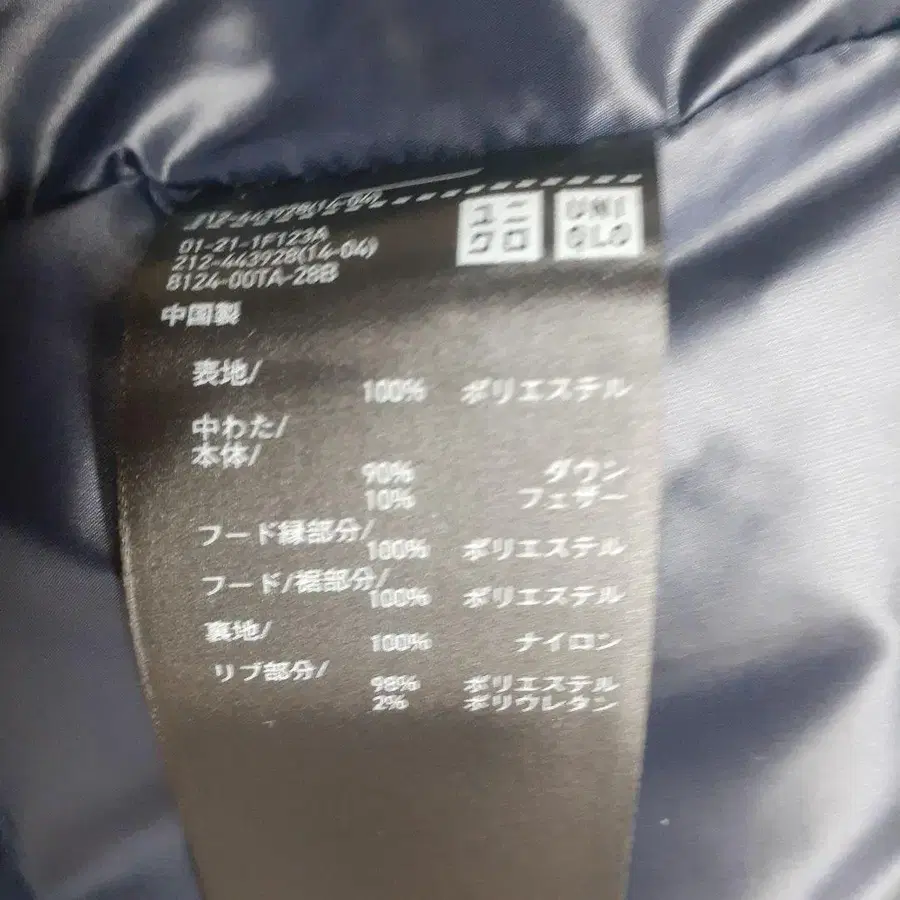 212-443928(14-04)
01-21-1F123A
212-443928(14-04)
8124-00TA-28B
ユニ
クロ
UNI
QLO
中国製
表地/
100% ポリエステル
中わた/
本体/
90% ダウン
10% フェザー
フード縁部分/
100% ポリエステル
フード/裾部分/
100% ポリエステル
裏地/
100% ナイロン
リブ部分/
98% ポリエステル
2% ポリウレタン